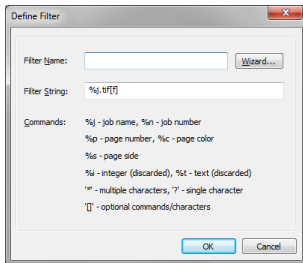 Define Filter
Filter Name:
Wizard...
Filter String: %j.tif[f]
Commands: %j - job name, %n - job number
%p - page number, %c - page color
%s - page side
%i - integer (discarded), %t - text (discarded)
'*' - multiple characters, '?' - single character
'[]' - optional commands/characters
OK Cancel